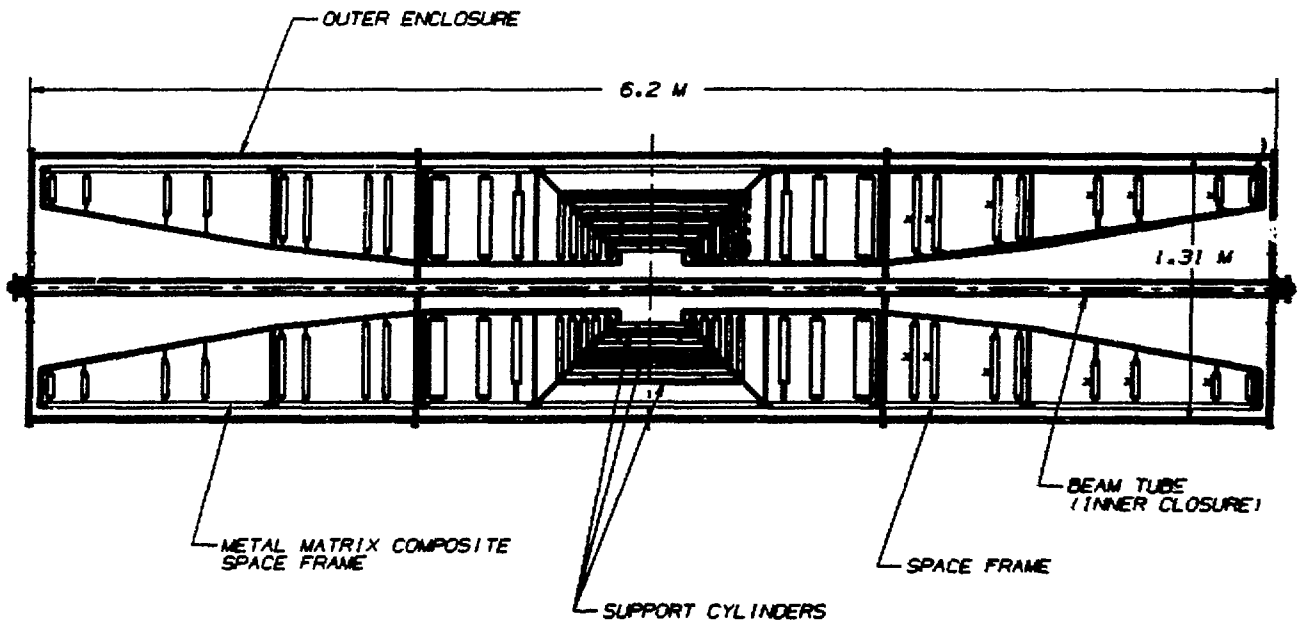 OUTER ENCLOSURE
6.2 M
1.31 M
BEAM TUBE
(INNER CLOSURE)
METAL MATRIX COMPOSITE
SPACE FRAME
SPACE FRAME
SUPPORT CYLINDERS